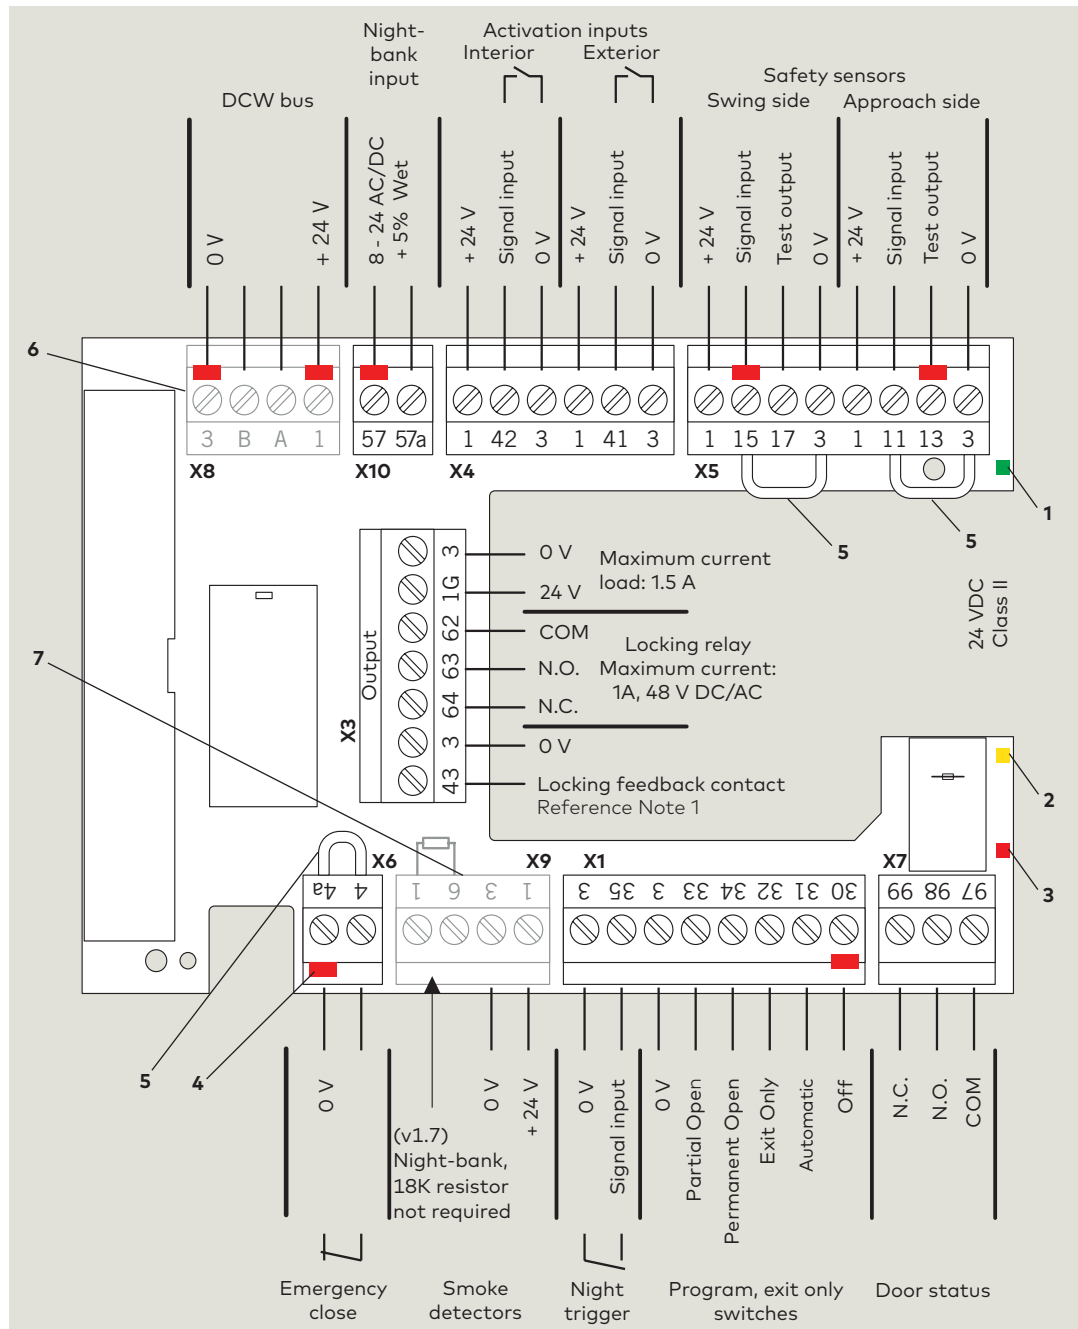 Night-
bank
input
Activation inputs
Interior
Exterior
Safety sensors
Swing side
Approach side
DCW bus
0 V
+ 24 V
8 - 24 AC/DC
+ 5% Wet
+ 24 V
Signal input
0 V
+ 24 V
Signal input
0 V
+ 24 V
Signal input
Test output
0 V
+ 24 V
Signal input
Test output
0 V
6
3 B A 1
57 57a
1 42 3 1 41 3
1 15 17 3 1 11 13 3
X8
X10
X4
X5
1
5
5
Output
X3
3
1G
62
63
64
3
43
0 V
24 V
Maximum current
load: 1.5 A
COM
N.O.
N.C.
Locking relay
Maximum current:
1A, 48 V DC/AC
0 V
Locking feedback contact
Reference Note 1
24 VDC
Class II
7
2
3
X6
X9
X1
X7
4a 4
1 6 3 1
3 35 3 33 34 32 31 30
99 98 97
5
4
0 V
(v1.7)
Night-bank,
18K resistor
not required
0 V
+ 24 V
0 V
Signal input
0 V
Partial Open
Permanent Open
Exit Only
Automatic
Off
N.C.
N.O.
COM
Emergency
close
Smoke
detectors
Night
trigger
Program, exit only
switches
Door status